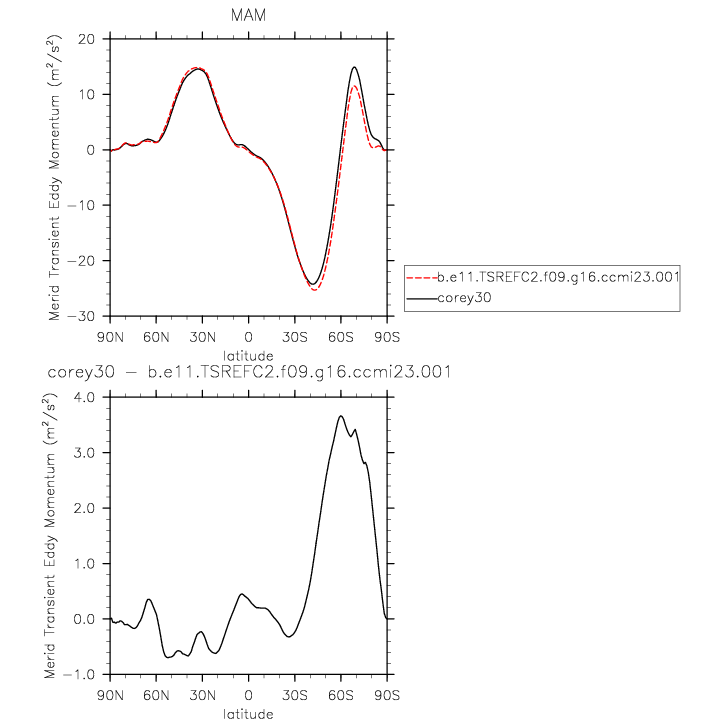 MAM
Merid Transient Eddy Momentum (m²/s²)
20
10
0
−10
−20
−30
90N 60N 30N 0 30S 60S 90S
latitude
b.e11.TSREFC2.f09.g16.ccmi23.001
corey30
corey30 − b.e11.TSREFC2.f09.g16.ccmi23.001
Merid Transient Eddy Momentum (m²/s²)
4.0
3.0
2.0
1.0
0.0
−1.0
90N 60N 30N 0 30S 60S 90S
latitude